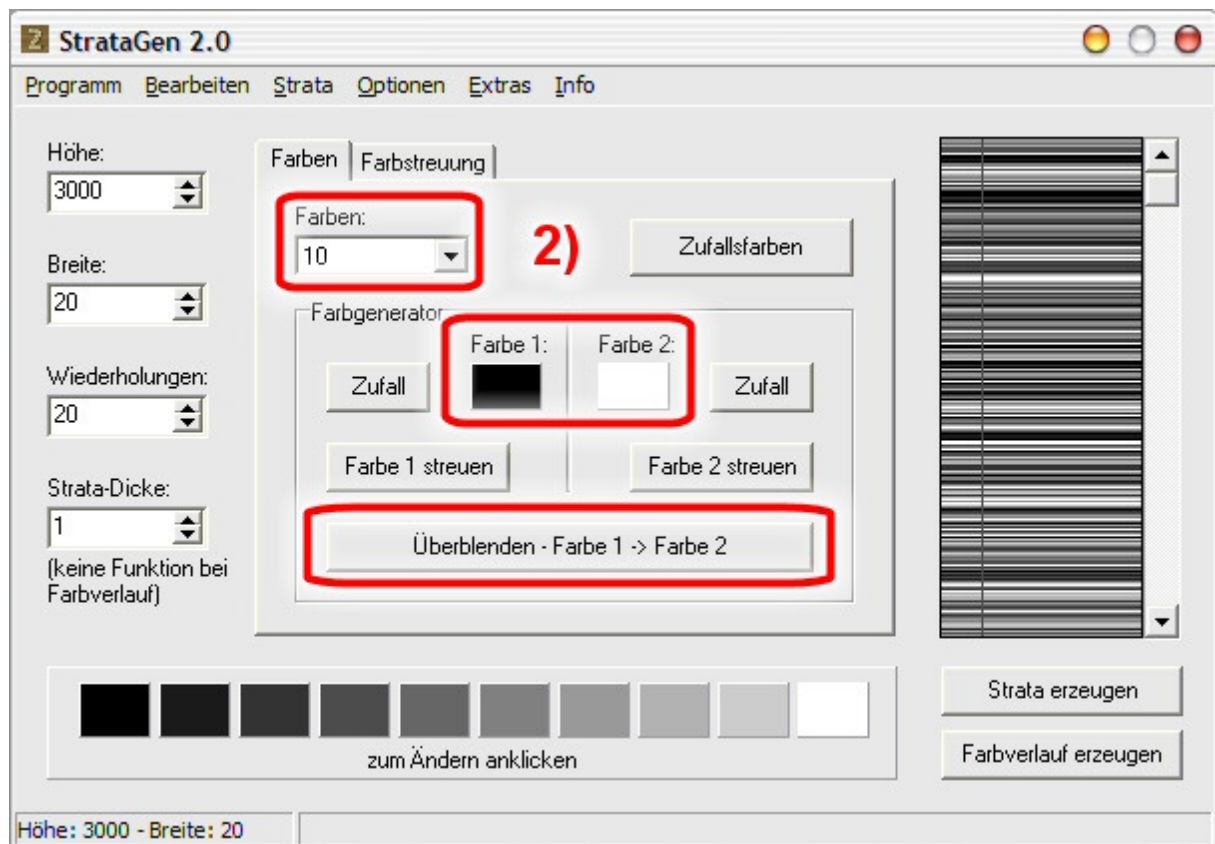 StrataGen 2.0
Programm Bearbeiten Strata Optionen Extras Info
Höhe:
3000
Breite:
20
Wiederholungen:
20
Strata-Dicke:
1
(keine Funktion bei
Farbverlauf)
Farben Farbstreuung
Farben:
10
2)
Zufallsfarben
Farbgenerator
Farbe 1: Farbe 2:
Zufall Zufall
Farbe 1 streuen Farbe 2 streuen
Überblenden - Farbe 1 -> Farbe 2
zum Ändern anklicken
Strata erzeugen
Farbverlauf erzeugen
Höhe: 3000 - Breite: 20